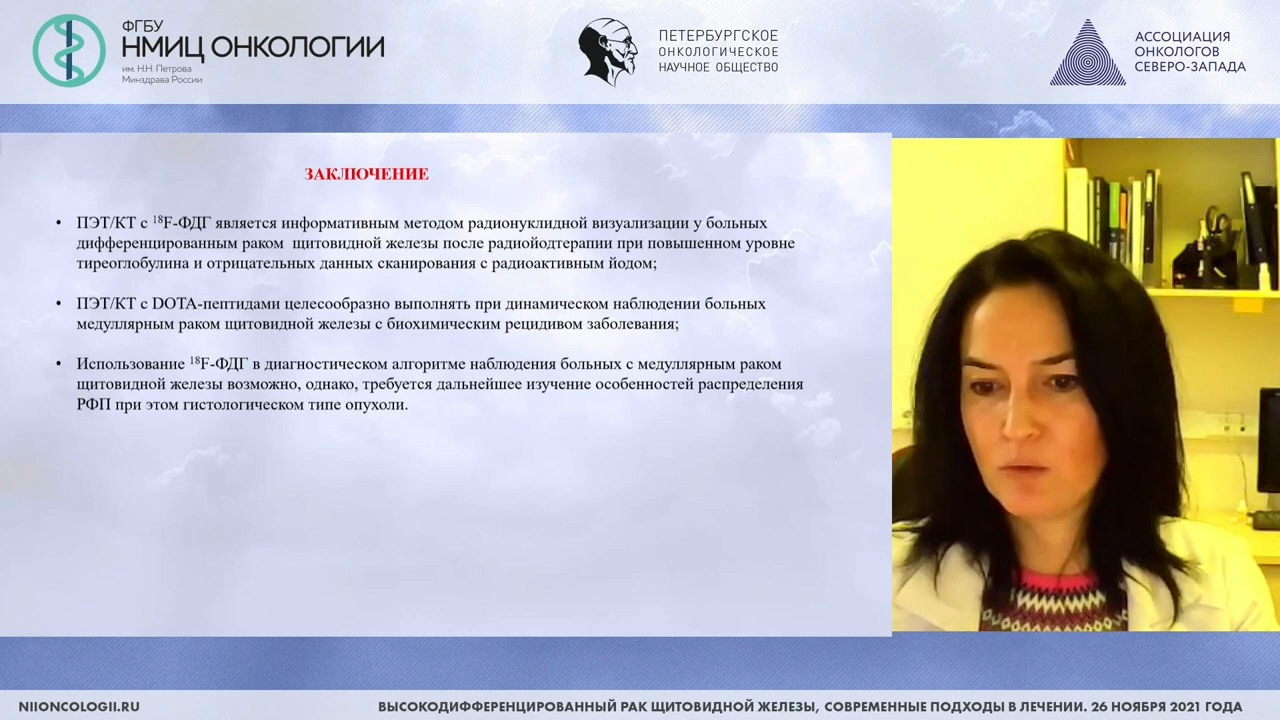 ФГБУ
НМИЦ ОНКОЛОГИИ
им. Н.Н. Петрова
Минздрава России
ПЕТЕРБУРГСКОЕ
ОНКОЛОГИЧЕСКОЕ
НАУЧНОЕ ОБЩЕСТВО
АССОЦИАЦИЯ
ОНКОЛОГОВ
СЕВЕРО-ЗАПАДА
ЗАКЛЮЧЕНИЕ
• ПЭТ/КТ с ¹⁸F-ФДГ является информативным методом радионуклидной визуализации у больных
дифференцированным раком щитовидной железы после радиойодтерапии при повышенном уровне
тиреоглобулина и отрицательных данных сканирования с радиоактивным йодом;
• ПЭТ/КТ с DOTA-пептидами целесообразно выполнять при динамическом наблюдении больных
медуллярным раком щитовидной железы с биохимическим рецидивом заболевания;
• Использование ¹⁸F-ФДГ в диагностическом алгоритме наблюдения больных с медуллярным раком
щитовидной железы возможно, однако, требуется дальнейшее изучение особенностей распределения
РФП при этом гистологическом типе опухоли.
NIIONCOLOGII.RU
ВЫСОКОДИФФЕРЕНЦИРОВАННЫЙ РАК ЩИТОВИДНОЙ ЖЕЛЕЗЫ, СОВРЕМЕННЫЕ ПОДХОДЫ В ЛЕЧЕНИИ. 26 НОЯБРЯ 2021 ГОДА